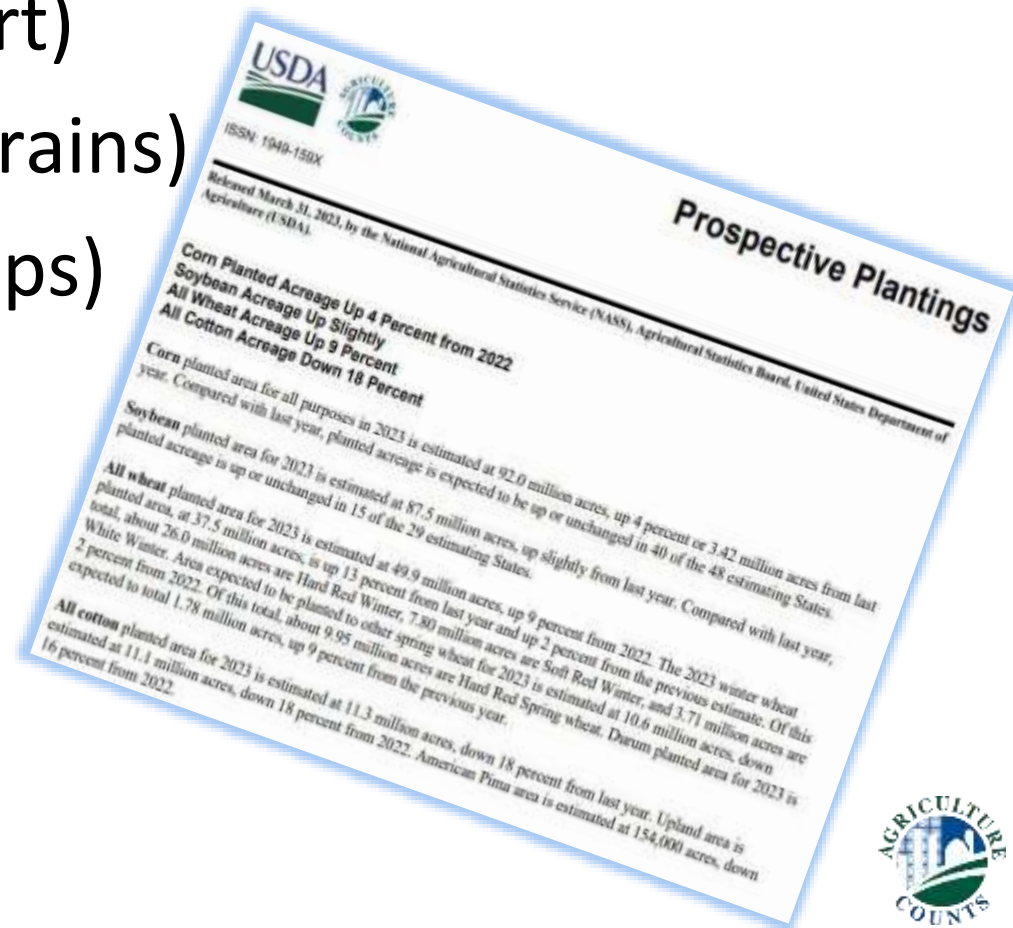 rt)
rains)
ps)
USDA
AGRICULTURE
COUNTS
ISSN: 1949-159X
Prospective Plantings
Released March 31, 2023, by the National Agricultural Statistics Service (NASS), Agricultural Statistics Board, United States Department of
Agriculture (USDA).
Corn Planted Acreage Up 4 Percent from 2022
Soybean Acreage Up Slightly
All Wheat Acreage Up 9 Percent
All Cotton Acreage Down 18 Percent
Corn planted area for all purposes in 2023 is estimated at 92.0 million acres, up 4 percent or 3.42 million acres from last
year. Compared with last year, planted acreage is expected to be up or unchanged in 40 of the 48 estimating States.
Soybean planted area for 2023 is estimated at 87.5 million acres, up slightly from last year. Compared with last year,
planted acreage is up or unchanged in 15 of the 29 estimating States.
All wheat planted area for 2023 is estimated at 49.9 million acres, up 9 percent from 2022. The 2023 winter wheat
planted area, at 37.5 million acres, is up 13 percent from last year and up 2 percent from the previous estimate. Of this
total, about 26.0 million acres are Hard Red Winter, 7.80 million acres are Soft Red Winter, and 3.71 million acres are
White Winter. Area expected to be planted to other spring wheat for 2023 is estimated at 10.6 million acres, down
2 percent from 2022. Of this total, about 9.95 million acres are Hard Red Spring wheat. Durum planted area for 2023 is
expected to total 1.78 million acres, up 9 percent from the previous year.
All cotton planted area for 2023 is estimated at 11.3 million acres, down 18 percent from last year. Upland area is
estimated at 11.1 million acres, down 18 percent from 2022. American Pima area is estimated at 154,000 acres, down
16 percent from 2022.
AGRICULTURE
COUNTS